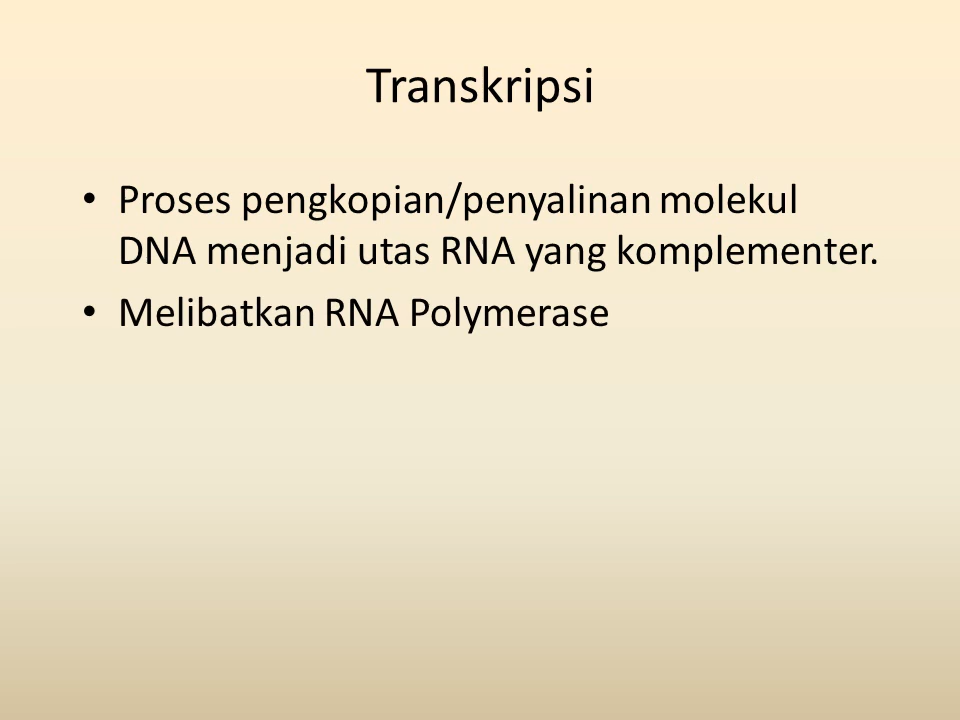 Transkripsi
• Proses pengkopian/penyalinan molekul
DNA menjadi utas RNA yang komplementer.
• Melibatkan RNA Polymerase